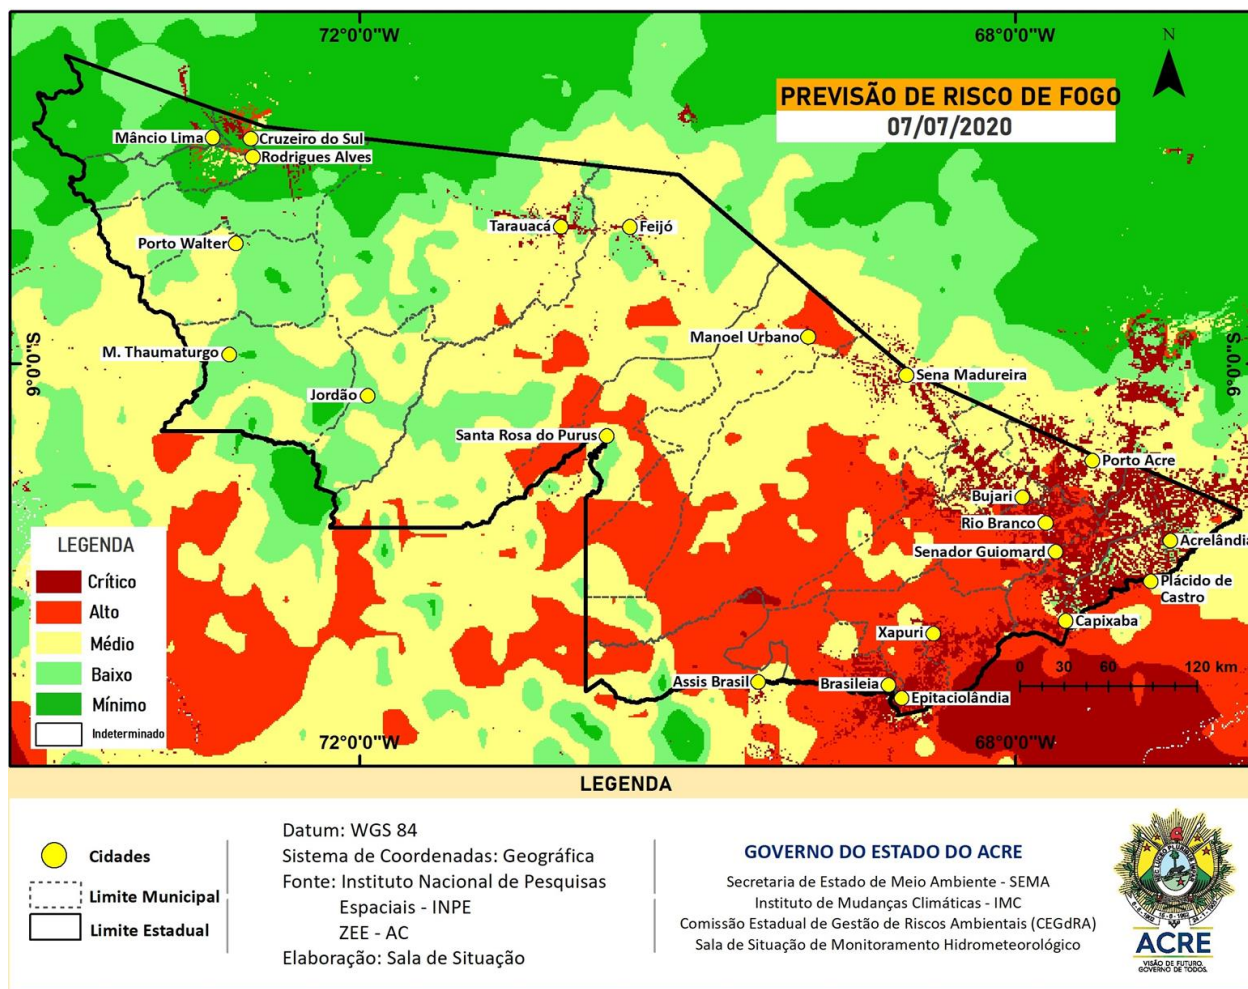 72°0'0"W
68°0'0"W
N
PREVISÃO DE RISCO DE FOGO
07/07/2020
Mâncio Lima
Cruzeiro do Sul
Rodrigues Alves
Tarauacá
Feijó
Porto Walter
9°0'0"S
M. Thaumaturgo
Manoel Urbano
9°0'0"S
Sena Madureira
Jordão
Santa Rosa do Purus
Porto Acre
Bujari
Rio Branco
Senador Guiomard
Acrelândia
Plácido de
Castro
Capixaba
Xapuri
Assis Brasil
Brasileia
Epitaciolândia
0 30 60 120 km
LEGENDA
Crítico
Alto
Médio
Baixo
Mínimo
Indeterminado
72°0'0"W
68°0'0"W
LEGENDA
Cidades
Limite Municipal
Limite Estadual
Datum: WGS 84
Sistema de Coordenadas: Geográfica
Fonte: Instituto Nacional de Pesquisas
Espaciais - INPE
ZEE - AC
Elaboração: Sala de Situação
GOVERNO DO ESTADO DO ACRE
Secretaria de Estado de Meio Ambiente - SEMA
Instituto de Mudanças Climáticas - IMC
Comissão Estadual de Gestão de Riscos Ambientais (CEGdRA)
Sala de Situação de Monitoramento Hidrometeorológico
ACRE
VISÃO DE FUTURO.
GOVERNO DE TODOS.